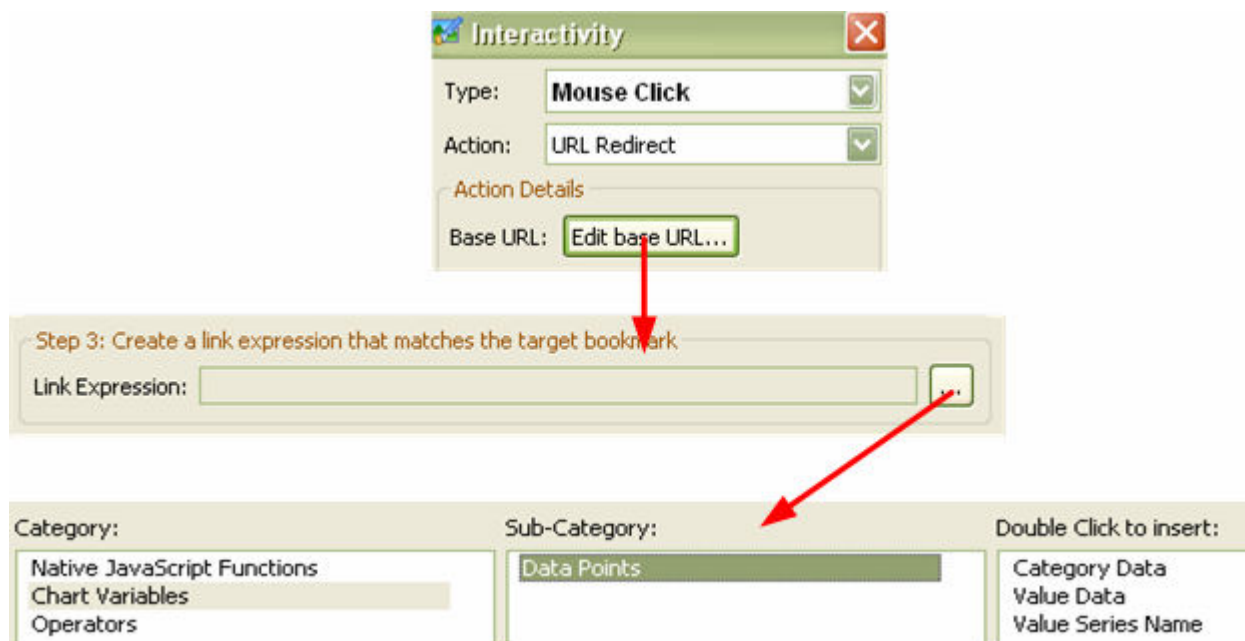 Interactivity
Type: Mouse Click
Action: URL Redirect
Action Details
Base URL: Edit base URL...
Step 3: Create a link expression that matches the target bookmark
Link Expression: ...
Category: Sub-Category: Double Click to insert:
Native JavaScript Functions Data Points Category Data
Chart Variables Value Data
Operators Value Series Name